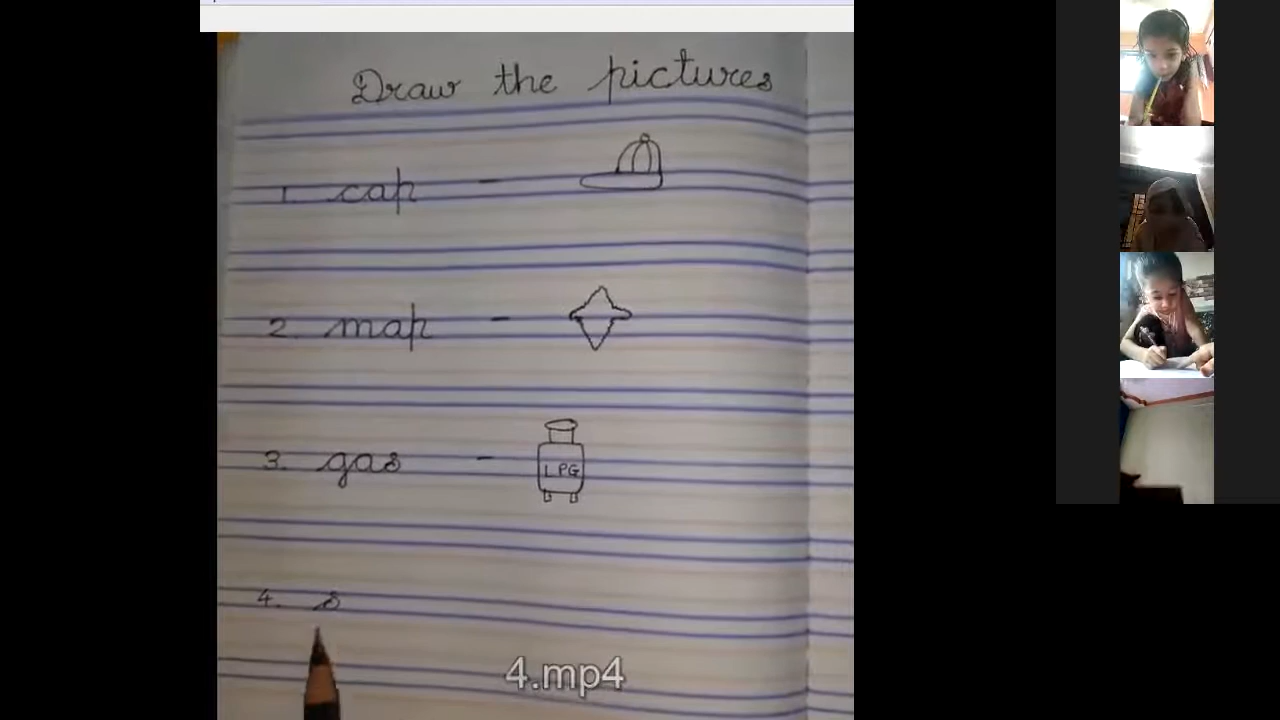 Draw the pictures
1. cap -
2. map -
3. gas - LPG
4. s
4.mp4